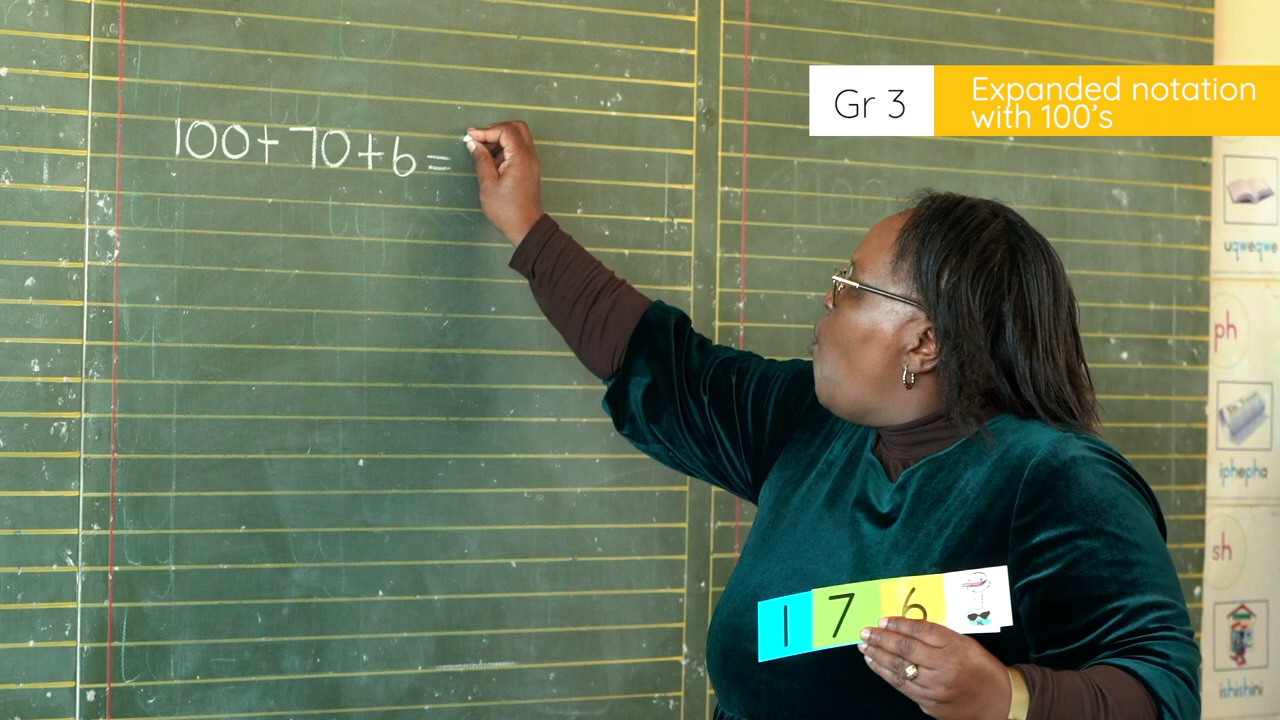 100+70+6=
Gr 3
Expanded notation
with 100's
176
uqweqwe
ph
iphepha
sh
ishishini